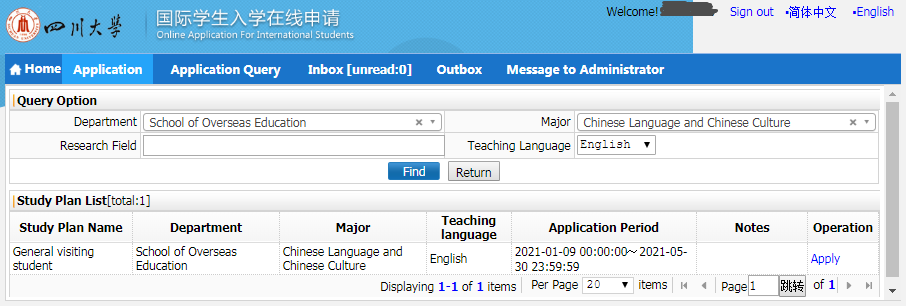 Welcome! Sign out •简体中文 •English
四川大学 国际学生入学在线申请
Online Application For International Students
Home Application Application Query Inbox [unread:0] Outbox Message to Administrator
Query Option
Department School of Overseas Education × Major Chinese Language and Chinese Culture ×
Research Field Teaching Language English
Find Return
Study Plan List[total:1]
Study Plan Name Department Major Teaching language Application Period Notes Operation
General visiting student School of Overseas Education Chinese Language and Chinese Culture English 2021-01-09 00:00:00~ 2021-05-30 23:59:59 Apply
Displaying 1-1 of 1 items Per Page 20 items Page 1 跳转 of 1